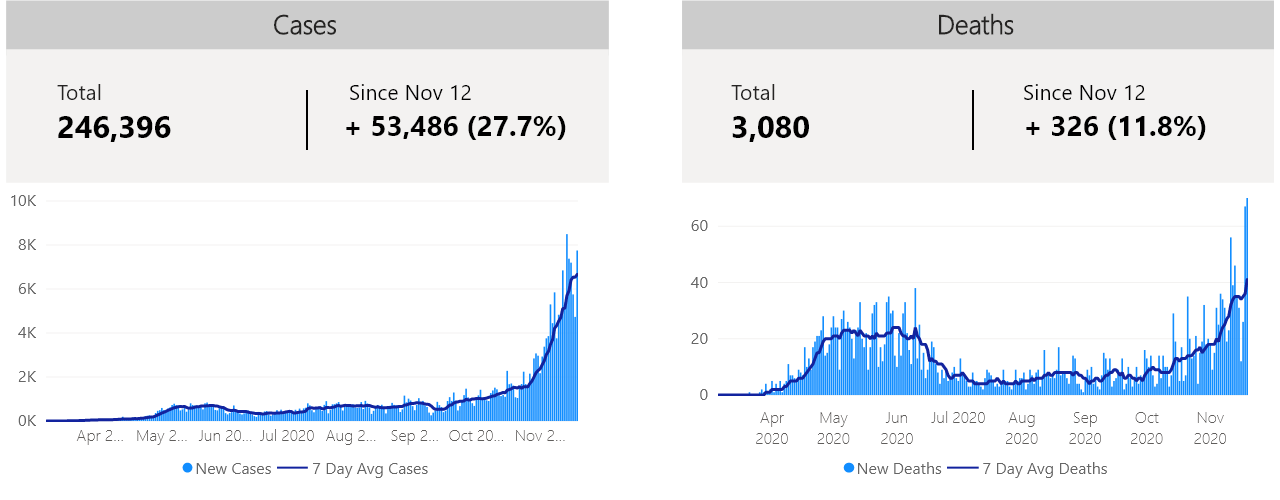 Cases
Total
246,396
Since Nov 12
+ 53,486 (27.7%)
10K
8K
6K
4K
2K
0K
Apr 2... May 2... Jun 20... Jul 2020 Aug 2... Sep 2... Oct 20... Nov 2...
New Cases 7 Day Avg Cases
Deaths
Total
3,080
Since Nov 12
+ 326 (11.8%)
60
40
20
0
Apr 2020
May 2020
Jun 2020
Jul 2020
Aug 2020
Sep 2020
Oct 2020
Nov 2020
New Deaths 7 Day Avg Deaths